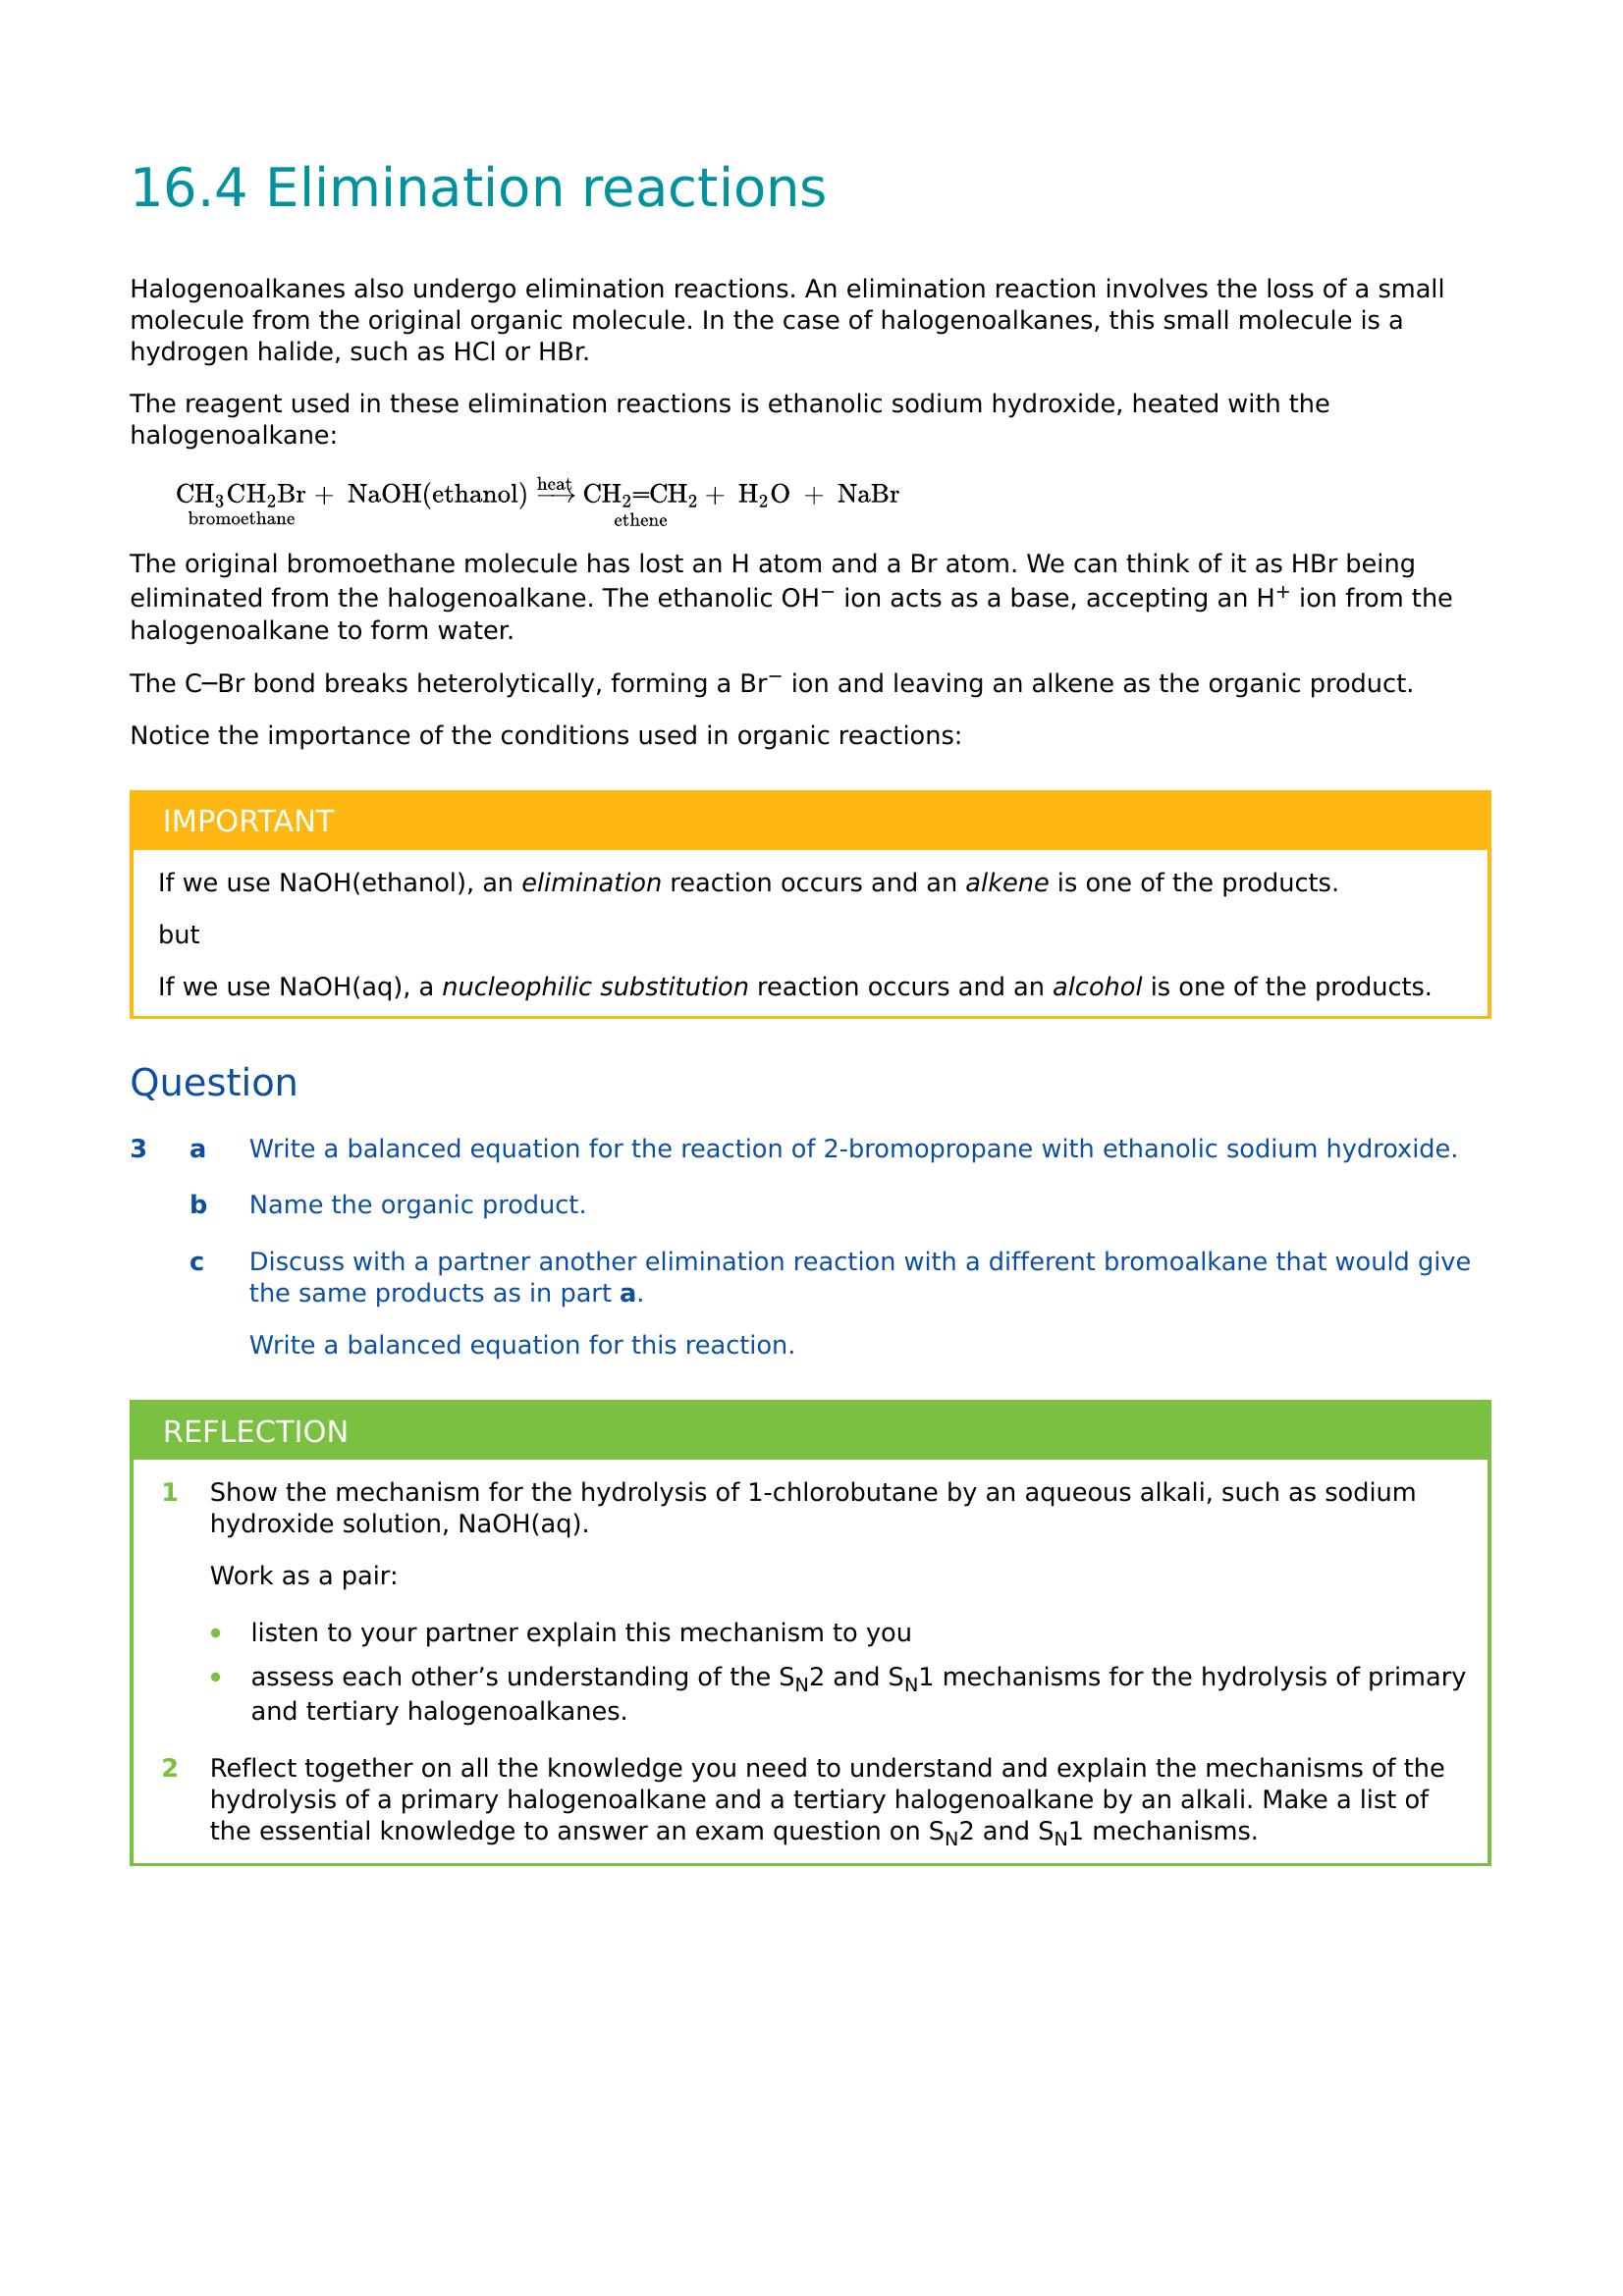 16.4 Elimination reactions
Halogenoalkanes also undergo elimination reactions. An elimination reaction involves the loss of a small
molecule from the original organic molecule. In the case of halogenoalkanes, this small molecule is a
hydrogen halide, such as HCl or HBr.
The reagent used in these elimination reactions is ethanolic sodium hydroxide, heated with the
halogenoalkane:
CH₃CH₂Br + NaOH(ethanol) —heat→ CH₂=CH₂ + H₂O + NaBr
bromoethane ethene
The original bromoethane molecule has lost an H atom and a Br atom. We can think of it as HBr being
eliminated from the halogenoalkane. The ethanolic OH⁻ ion acts as a base, accepting an H⁺ ion from the
halogenoalkane to form water.
The C–Br bond breaks heterolytically, forming a Br⁻ ion and leaving an alkene as the organic product.
Notice the importance of the conditions used in organic reactions:
IMPORTANT
If we use NaOH(ethanol), an elimination reaction occurs and an alkene is one of the products.
but
If we use NaOH(aq), a nucleophilic substitution reaction occurs and an alcohol is one of the products.
Question
3 a Write a balanced equation for the reaction of 2-bromopropane with ethanolic sodium hydroxide.
b Name the organic product.
c Discuss with a partner another elimination reaction with a different bromoalkane that would give
the same products as in part a.
Write a balanced equation for this reaction.
REFLECTION
1 Show the mechanism for the hydrolysis of 1-chlorobutane by an aqueous alkali, such as sodium
hydroxide solution, NaOH(aq).
Work as a pair:
• listen to your partner explain this mechanism to you
• assess each other’s understanding of the S_N2 and S_N1 mechanisms for the hydrolysis of primary
and tertiary halogenoalkanes.
2 Reflect together on all the knowledge you need to understand and explain the mechanisms of the
hydrolysis of a primary halogenoalkane and a tertiary halogenoalkane by an alkali. Make a list of
the essential knowledge to answer an exam question on S_N2 and S_N1 mechanisms.